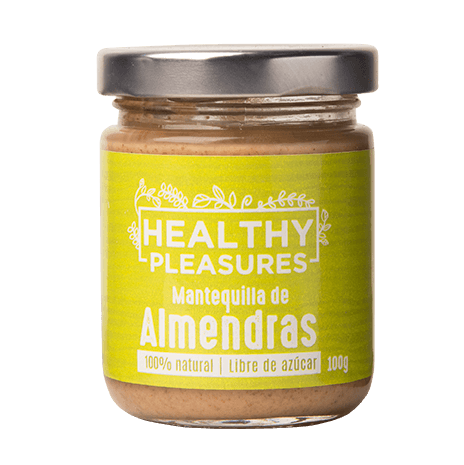 HEALTHY
PLEASURES
Mantequilla de
Almendras
100% natural | Libre de azúcar 100g